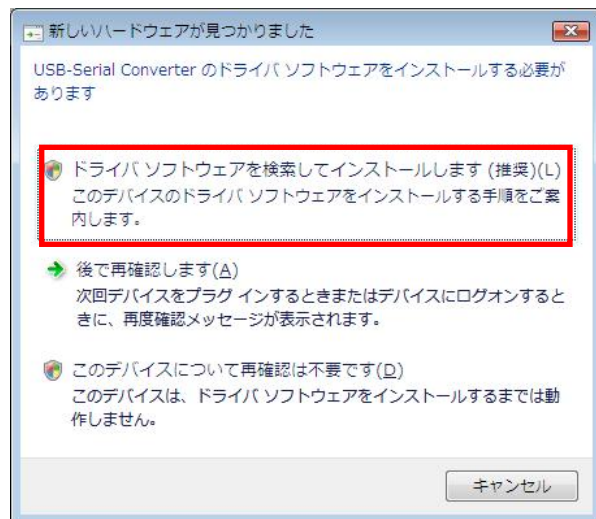 新しいハードウェアが見つかりました
USB-Serial Converter のドライバ ソフトウェアをインストールする必要が
あります
ドライバ ソフトウェアを検索してインストールします (推奨)(L)
このデバイスのドライバ ソフトウェアをインストールする手順をご案
内します。
後で再確認します(A)
次回デバイスをプラグ インするときまたはデバイスにログオンすると
きに、再度確認メッセージが表示されます。
このデバイスについて再確認は不要です(D)
このデバイスは、ドライバ ソフトウェアをインストールするまでは動
作しません。
キャンセル